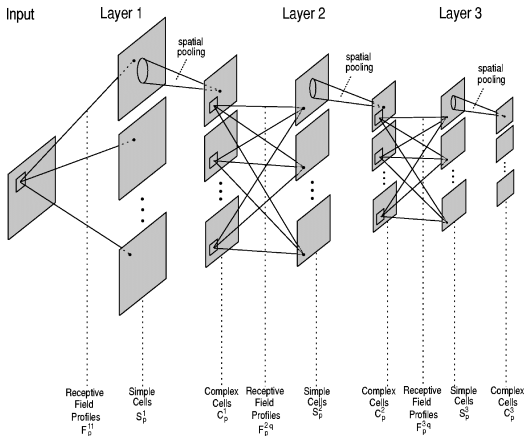 Input
Layer 1
Layer 2
Layer 3
spatial
pooling
spatial
pooling
spatial
pooling
Receptive
Field
Profiles
F_p^11
Simple
Cells
S_p^1
Complex
Cells
C_p^1
Receptive
Field
Profiles
F_p^2q
Simple
Cells
S_p^2
Complex
Cells
C_p^2
Receptive
Field
Profiles
F_p^3q
Simple
Cells
S_p^3
Complex
Cells
C_p^3